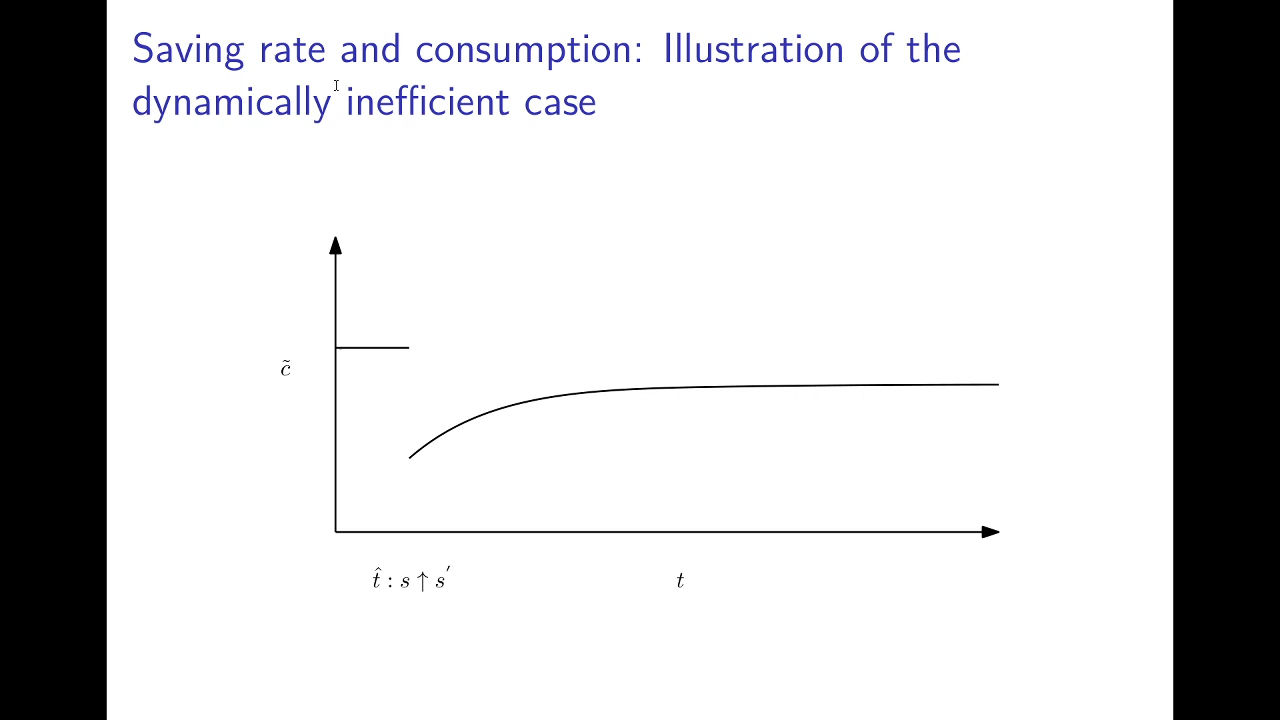 Saving rate and consumption: Illustration of the
dynamically inefficient case
c̃
t̂ : s ↑ s′
t